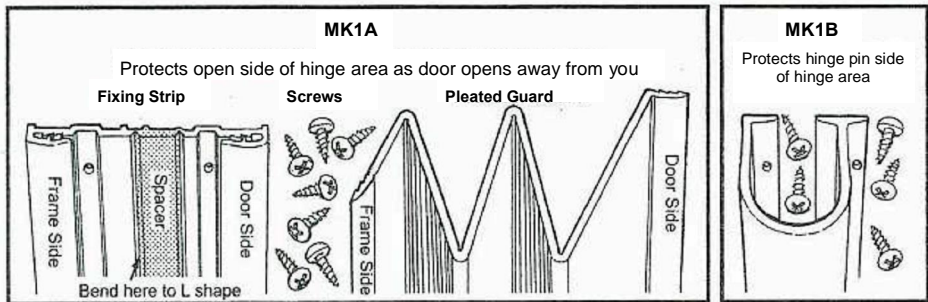 MK1A
Protects open side of hinge area as door opens away from you
Fixing Strip
Screws
Pleated Guard
Frame Side
Spacer
Door Side
Bend here to L shape
Frame Side
Door Side
MK1B
Protects hinge pin side
of hinge area